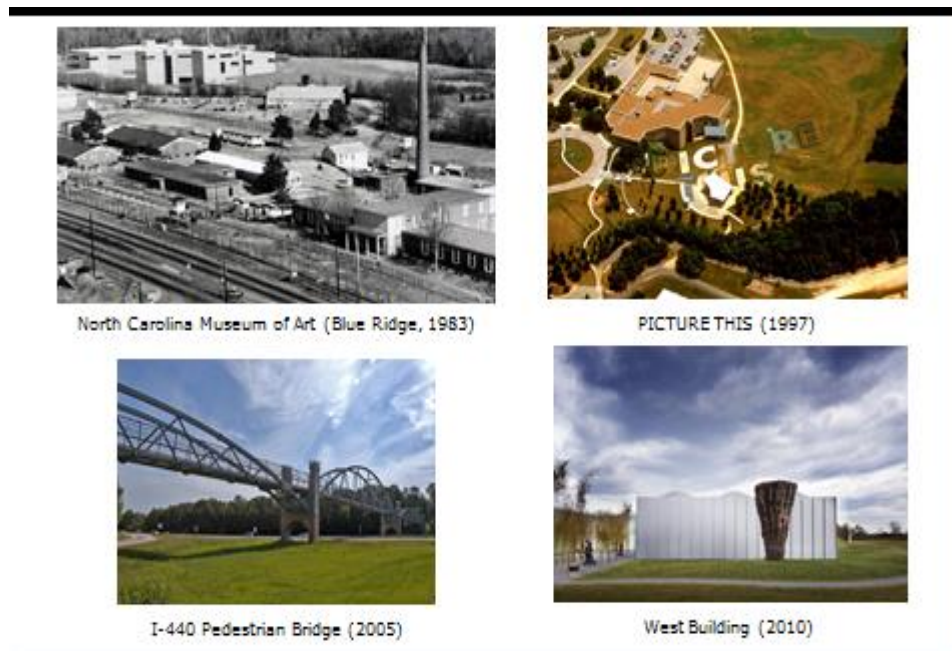 North Carolina Museum of Art (Blue Ridge, 1983)
PICTURE THIS (1997)
I-440 Pedestrian Bridge (2005)
West Building (2010)